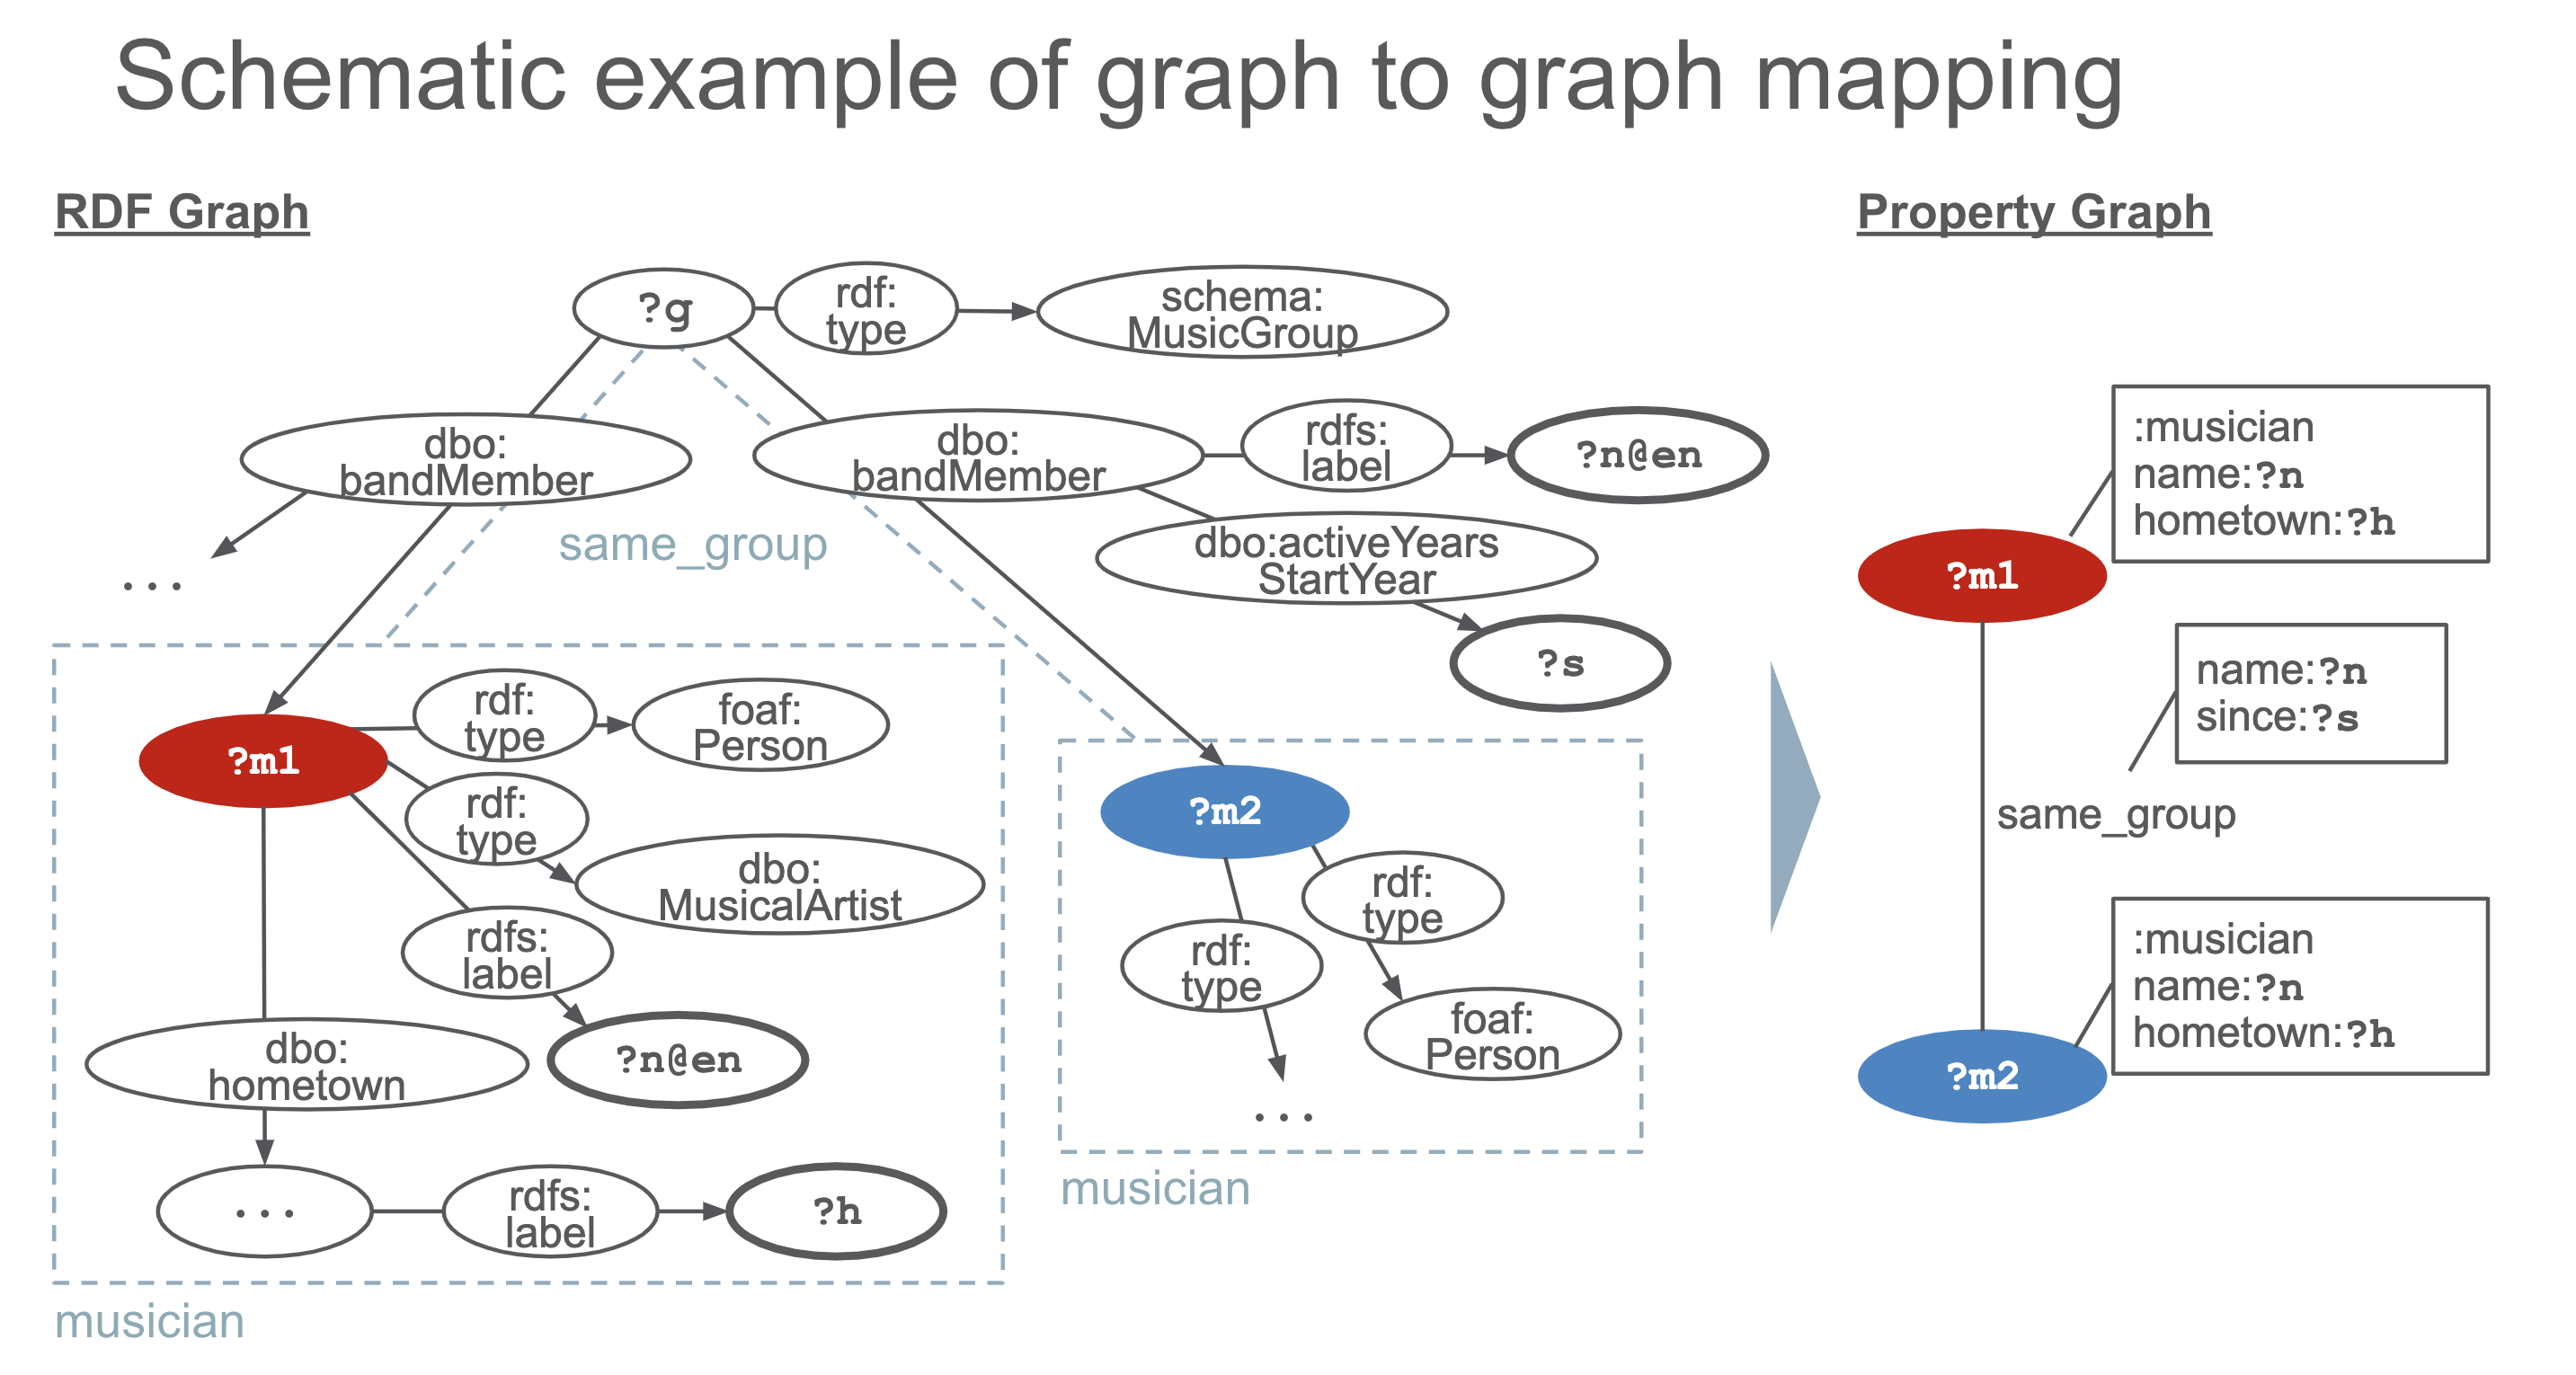 Schematic example of graph to graph mapping
RDF Graph
?g
rdf:
type
schema:
MusicGroup
dbo:
bandMember
dbo:
bandMember
rdfs:
label
?n@en
same_group
dbo:activeYears
StartYear
?s
...
?m1
rdf:
type
foaf:
Person
rdf:
type
dbo:
MusicalArtist
rdfs:
label
?n@en
dbo:
hometown
...
rdfs:
label
?h
musician
?m2
rdf:
type
rdf:
type
foaf:
Person
...
musician
Property Graph
:musician
name:?n
hometown:?h
?m1
name:?n
since:?s
same_group
:musician
name:?n
hometown:?h
?m2